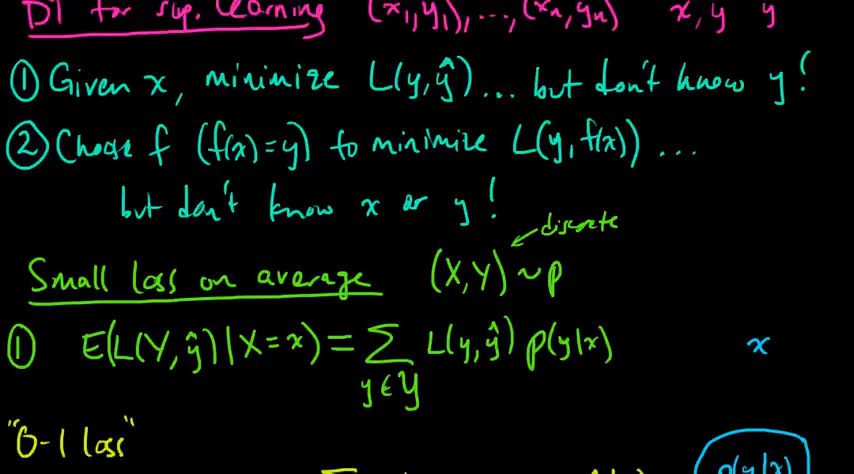 DT for sup. learning (x₁,y₁),...,(xₙ,yₙ) x, y y
① Given x, minimize L(y,ŷ)... but don't know y!
② Choose f (f(x)=y) to minimize L(y,f(x)) ...
but don't know x or y!
discrete
Small loss on average (X,Y) ~ p
① E(L(Y,ŷ)|X=x) = ∑ L(y,ŷ) p(y|x) x
y∈𝒴
"0-1 loss"
p(y|x)